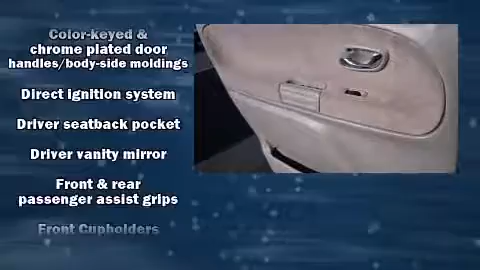 Color-keyed &
chrome plated door
handles/body-side moldings
Direct ignition system
Driver seatback pocket
Driver vanity mirror
Front & rear
passenger assist grips
Front Cupholders